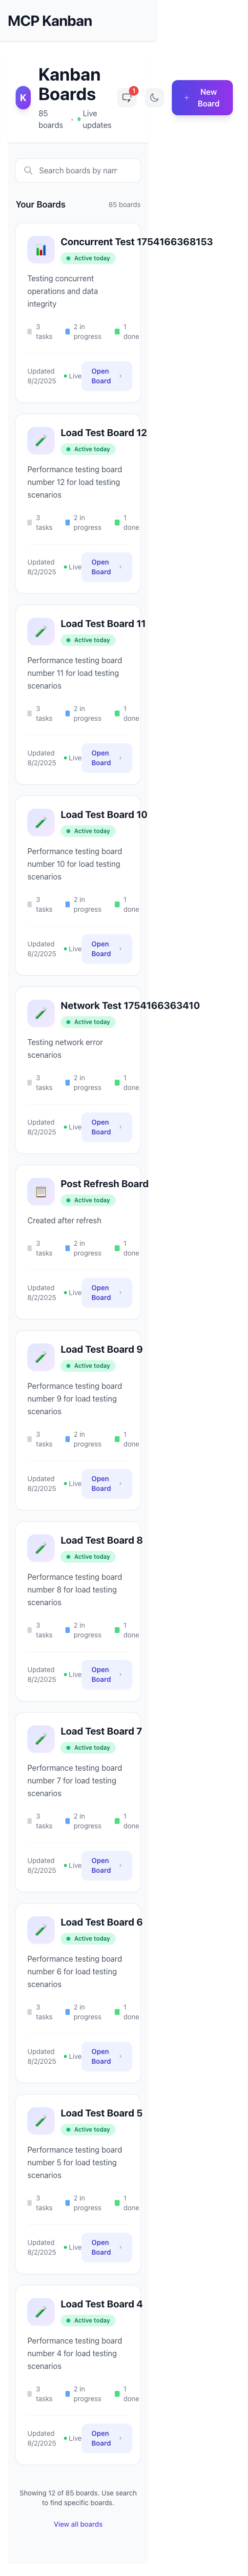 MCP Kanban
K
Kanban
Boards
85
boards
•
Live
updates
1
+ New
Board
Search boards by nam
Your Boards
85 boards
Concurrent Test 1754166368153
Active today
Testing concurrent
operations and data
integrity
3
tasks
2 in
progress
1
done
Updated
8/2/2025
Live
Open
Board
Load Test Board 12
Active today
Performance testing board
number 12 for load testing
scenarios
3
tasks
2 in
progress
1
done
Updated
8/2/2025
Live
Open
Board
Load Test Board 11
Active today
Performance testing board
number 11 for load testing
scenarios
3
tasks
2 in
progress
1
done
Updated
8/2/2025
Live
Open
Board
Load Test Board 10
Active today
Performance testing board
number 10 for load testing
scenarios
3
tasks
2 in
progress
1
done
Updated
8/2/2025
Live
Open
Board
Network Test 1754166363410
Active today
Testing network error
scenarios
3
tasks
2 in
progress
1
done
Updated
8/2/2025
Live
Open
Board
Post Refresh Board
Active today
Created after refresh
3
tasks
2 in
progress
1
done
Updated
8/2/2025
Live
Open
Board
Load Test Board 9
Active today
Performance testing board
number 9 for load testing
scenarios
3
tasks
2 in
progress
1
done
Updated
8/2/2025
Live
Open
Board
Load Test Board 8
Active today
Performance testing board
number 8 for load testing
scenarios
3
tasks
2 in
progress
1
done
Updated
8/2/2025
Live
Open
Board
Load Test Board 7
Active today
Performance testing board
number 7 for load testing
scenarios
3
tasks
2 in
progress
1
done
Updated
8/2/2025
Live
Open
Board
Load Test Board 6
Active today
Performance testing board
number 6 for load testing
scenarios
3
tasks
2 in
progress
1
done
Updated
8/2/2025
Live
Open
Board
Load Test Board 5
Active today
Performance testing board
number 5 for load testing
scenarios
3
tasks
2 in
progress
1
done
Updated
8/2/2025
Live
Open
Board
Load Test Board 4
Active today
Performance testing board
number 4 for load testing
scenarios
3
tasks
2 in
progress
1
done
Updated
8/2/2025
Live
Open
Board
Showing 12 of 85 boards. Use search
to find specific boards.
View all boards